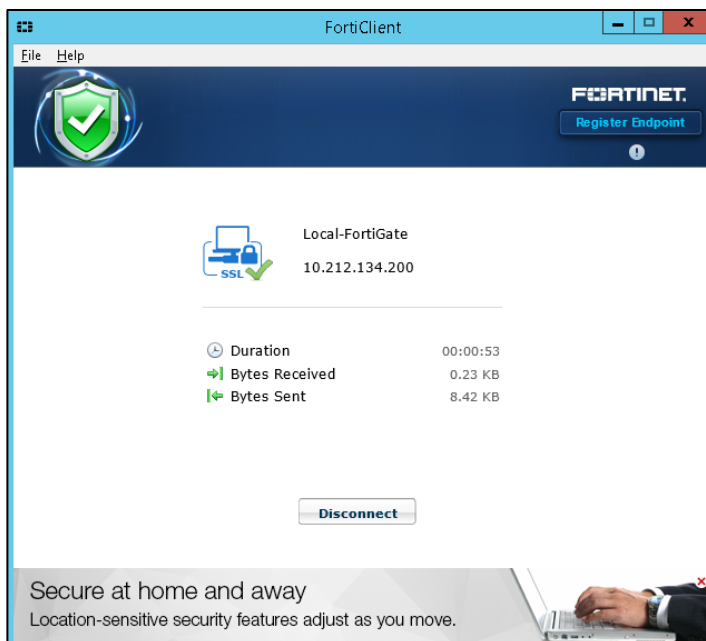 FortiClient
File Help
FORTINET.
Register Endpoint
Local-FortiGate
10.212.134.200
SSL
Duration 00:00:53
Bytes Received 0.23 KB
Bytes Sent 8.42 KB
Disconnect
Secure at home and away
Location-sensitive security features adjust as you move.